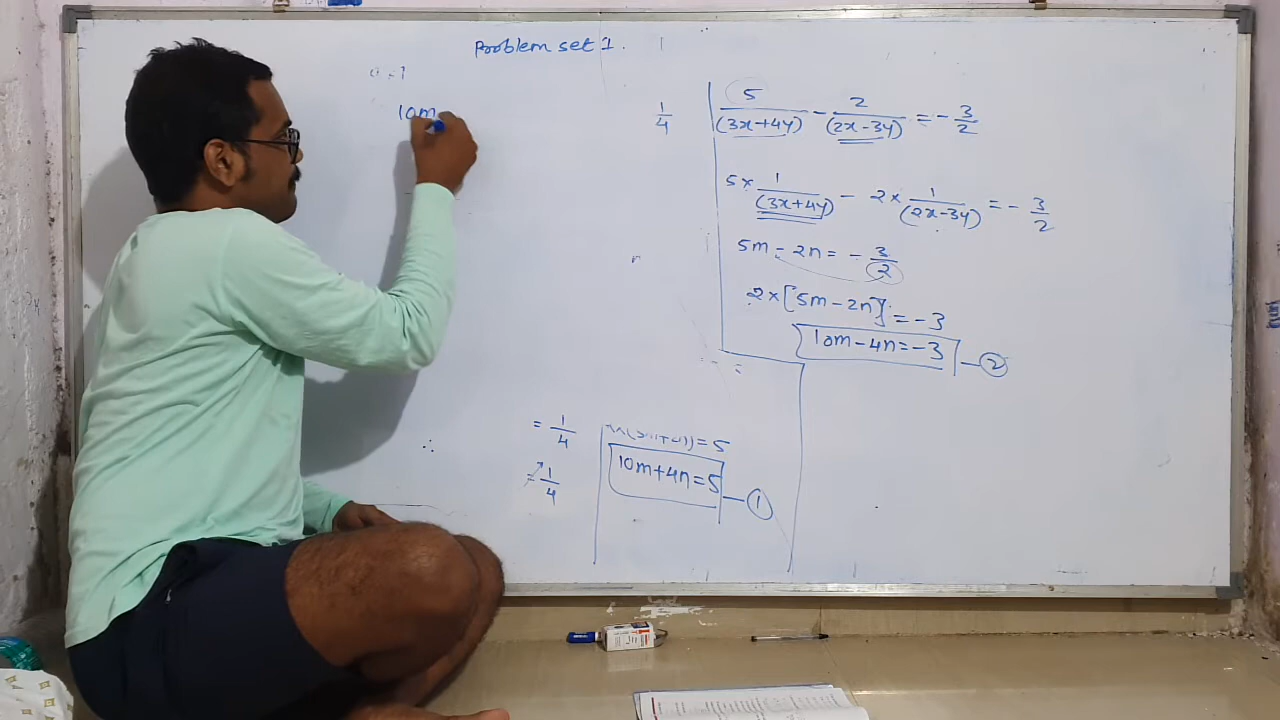 Problem set 1.
10m
1/4
5/(3x+4y) - 2/(2x-3y) = - 3/2
5 x 1/(3x+4y) - 2 x 1/(2x-3y) = - 3/2
5m - 2n = - 3/2
2 x [5m - 2n] = -3
10m - 4n = -3 — ②
= 1/4
= 5
10m + 4n = 5 — ①
= 1/4
∴